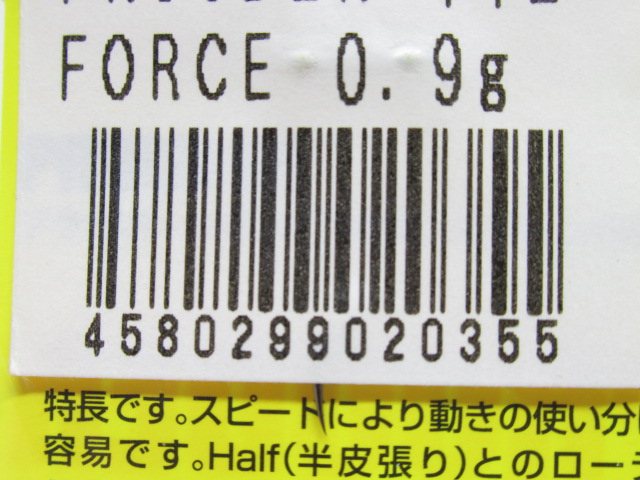 FORCE 0.9g
4580299020355
特長です。スピートにより動きの使い分
容易です。Half(半皮張り)とのロー